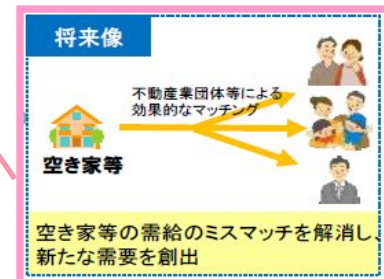 将来像
不動産業団体等による
効果的なマッチング
空き家等
空き家等の需給のミスマッチを解消し、
新たな需要を創出